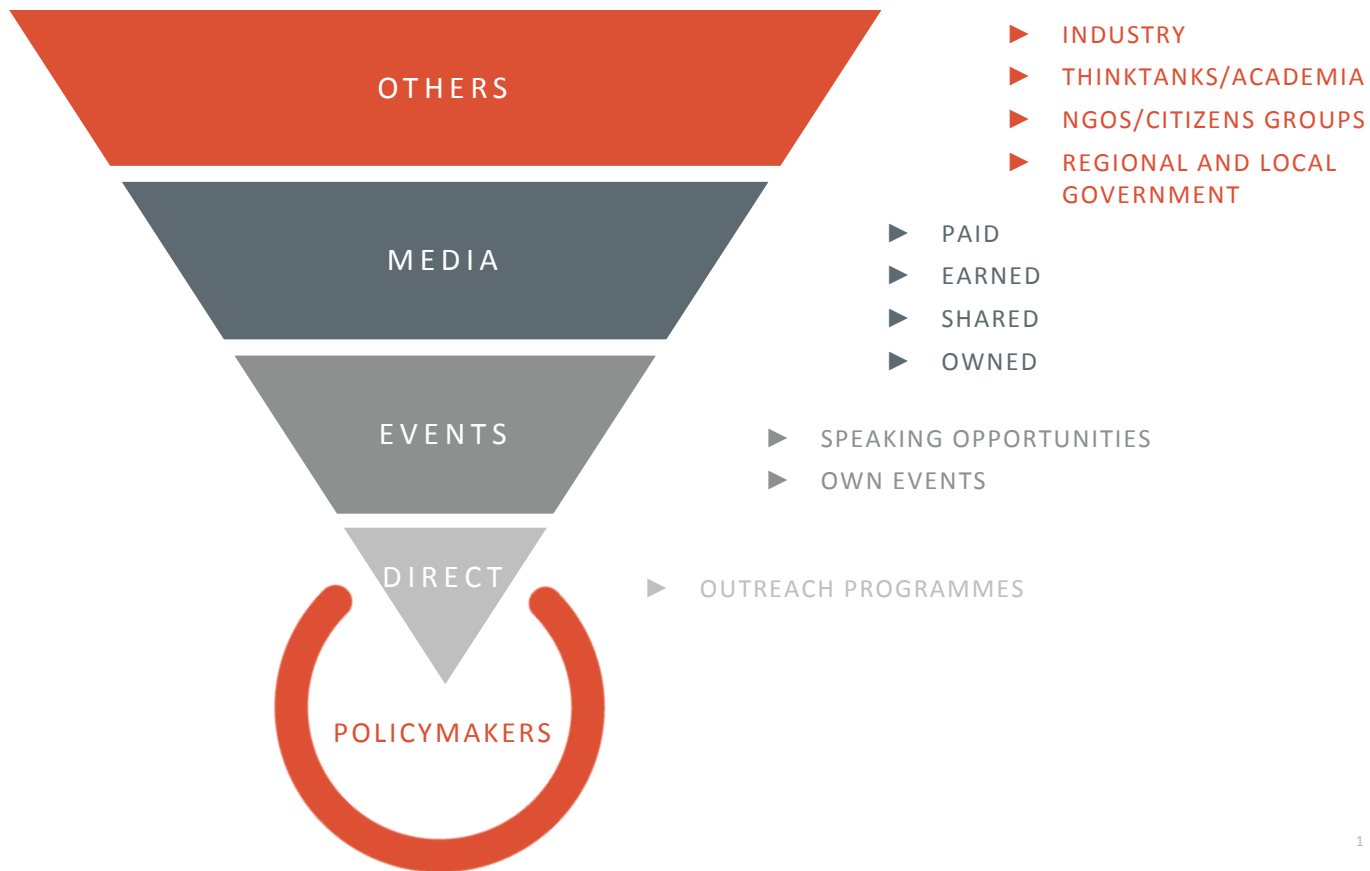 OTHERS
► INDUSTRY
► THINKTANKS/ACADEMIA
► NGOS/CITIZENS GROUPS
► REGIONAL AND LOCAL
GOVERNMENT
MEDIA
► PAID
► EARNED
► SHARED
► OWNED
EVENTS
► SPEAKING OPPORTUNITIES
► OWN EVENTS
DIRECT
► OUTREACH PROGRAMMES
POLICYMAKERS
1